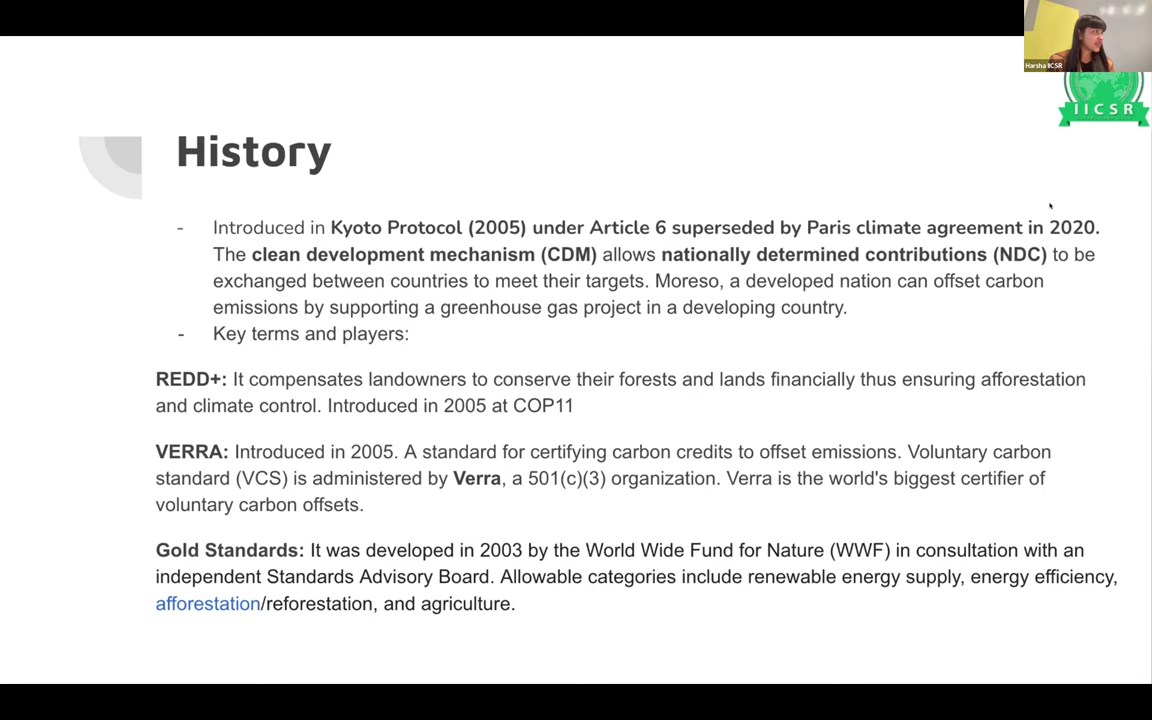 Harsha IICSR
IICSR
History
- Introduced in Kyoto Protocol (2005) under Article 6 superseded by Paris climate agreement in 2020.
The clean development mechanism (CDM) allows nationally determined contributions (NDC) to be
exchanged between countries to meet their targets. Moreso, a developed nation can offset carbon
emissions by supporting a greenhouse gas project in a developing country.
- Key terms and players:
REDD+: It compensates landowners to conserve their forests and lands financially thus ensuring afforestation
and climate control. Introduced in 2005 at COP11
VERRA: Introduced in 2005. A standard for certifying carbon credits to offset emissions. Voluntary carbon
standard (VCS) is administered by Verra, a 501(c)(3) organization. Verra is the world's biggest certifier of
voluntary carbon offsets.
Gold Standards: It was developed in 2003 by the World Wide Fund for Nature (WWF) in consultation with an
independent Standards Advisory Board. Allowable categories include renewable energy supply, energy efficiency,
afforestation/reforestation, and agriculture.